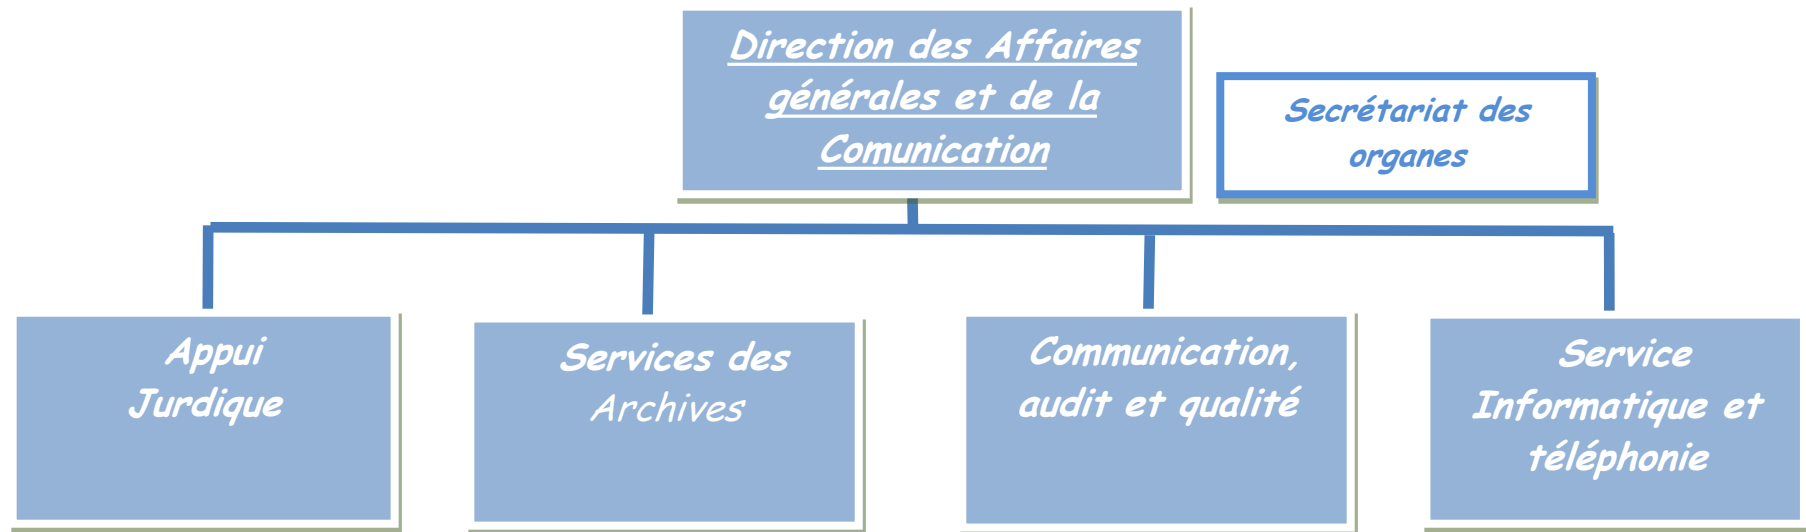 Direction des Affaires
générales et de la
Comunication
Secrétariat des
organes
Appui
Jurdique
Services des
Archives
Communication,
audit et qualité
Service
Informatique et
téléphonie